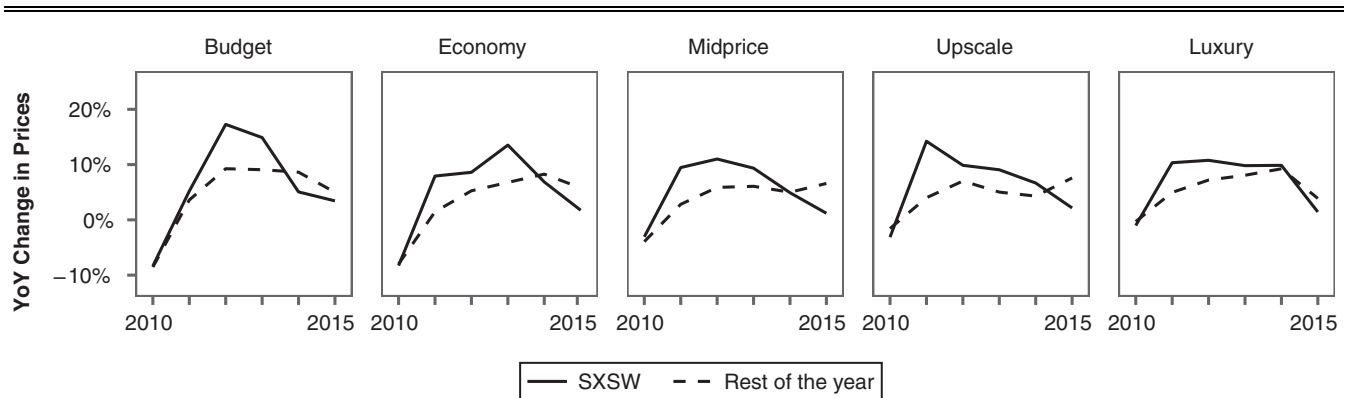 Budget
Economy
Midprice
Upscale
Luxury
YoY Change in Prices
20%
10%
0%
−10%
2010 2015
2010 2015
2010 2015
2010 2015
2010 2015
SXSW Rest of the year